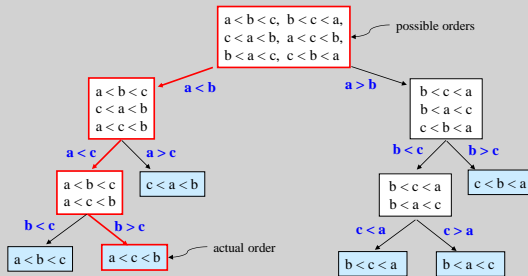 a < b < c, b < c < a,
c < a < b, a < c < b,
b < a < c, c < b < a
possible orders
a < b
a > b
a < b < c
c < a < b
a < c < b
b < c < a
b < a < c
c < b < a
a < c
a > c
b < c
b > c
a < b < c
a < c < b
c < a < b
b < c < a
b < a < c
c < b < a
b < c
b > c
c < a
c > a
a < b < c
a < c < b
actual order
b < c < a
b < a < c